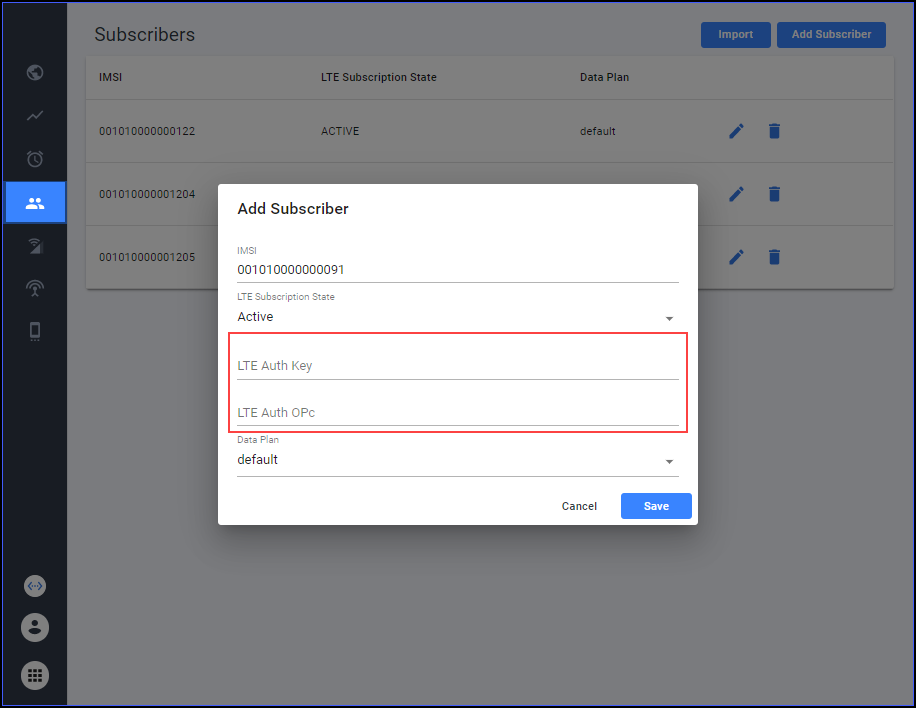 Subscribers
Import
Add Subscriber
IMSI LTE Subscription State Data Plan
001010000000122 ACTIVE default
001010000001204
001010000001205
Add Subscriber
IMSI
001010000000091
LTE Subscription State
Active
LTE Auth Key
LTE Auth OPc
Data Plan
default
Cancel Save